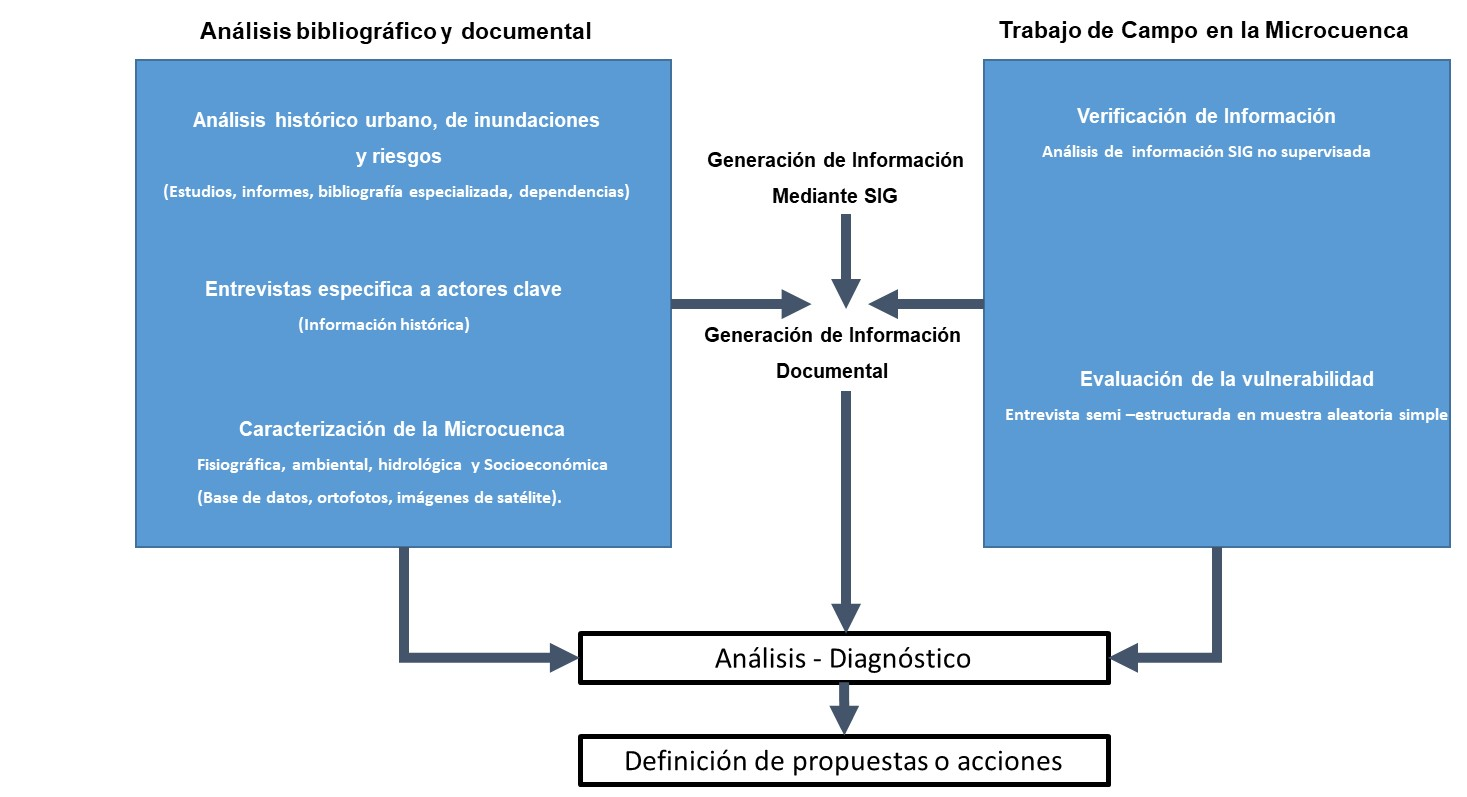 Análisis bibliográfico y documental
Análisis histórico urbano, de inundaciones
y riesgos
(Estudios, informes, bibliografía especializada, dependencias)
Entrevistas especifica a actores clave
(Información histórica)
Caracterización de la Microcuenca
Fisiográfica, ambiental, hidrológica y Socioeconómica
(Base de datos, ortofotos, imágenes de satélite).
Generación de Información
Mediante SIG
Generación de Información
Documental
Trabajo de Campo en la Microcuenca
Verificación de Información
Análisis de información SIG no supervisada
Evaluación de la vulnerabilidad
Entrevista semi –estructurada en muestra aleatoria simple
Análisis - Diagnóstico
Definición de propuestas o acciones